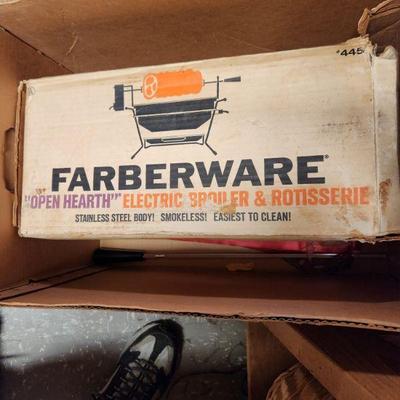 #445
FARBERWARE®
"OPEN HEARTH" ELECTRIC BROILER & ROTISSERIE
STAINLESS STEEL BODY! SMOKELESS! EASIEST TO CLEAN!